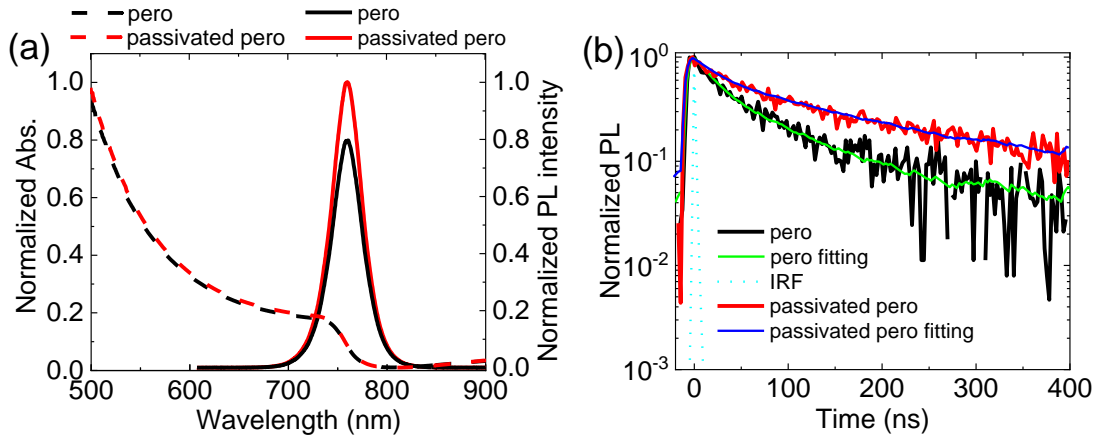 pero
passivated pero
pero
passivated pero
(a)
Normalized Abs.
1.0
0.8
0.6
0.4
0.2
0.0
500
600
700
800
900
Wavelength (nm)
1.0
0.8
0.6
0.4
0.2
0.0
Normalized PL intensity
(b)
Normalized PL
10^0
10^-1
10^-2
10^-3
0
100
200
300
400
Time (ns)
pero
pero fitting
IRF
passivated pero
passivated pero fitting